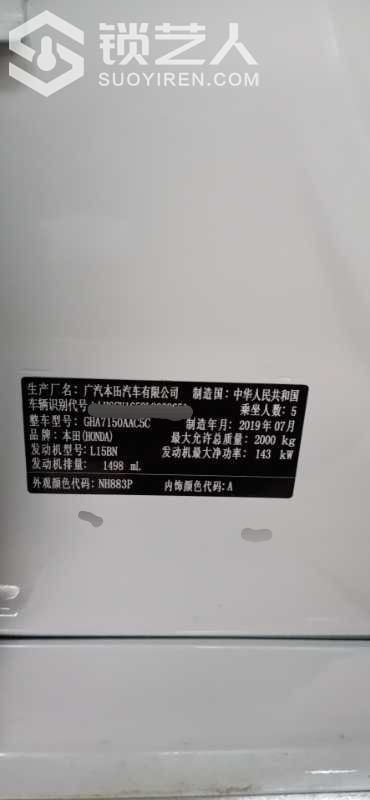 锁艺人
SUOYIREN.COM
生产厂名：广汽本田汽车有限公司 制造国：中华人民共和国
车辆识别代号 乘坐人数：5
整车型号：GHA7150AAC5C 制造年月：2019年07月
品牌：本田(HONDA) 最大允许总质量：2000 kg
发动机型号：L15BN 发动机最大净功率：143 kW
发动机排量：1498 mL
外观颜色代码：NH883P 内饰颜色代码：A